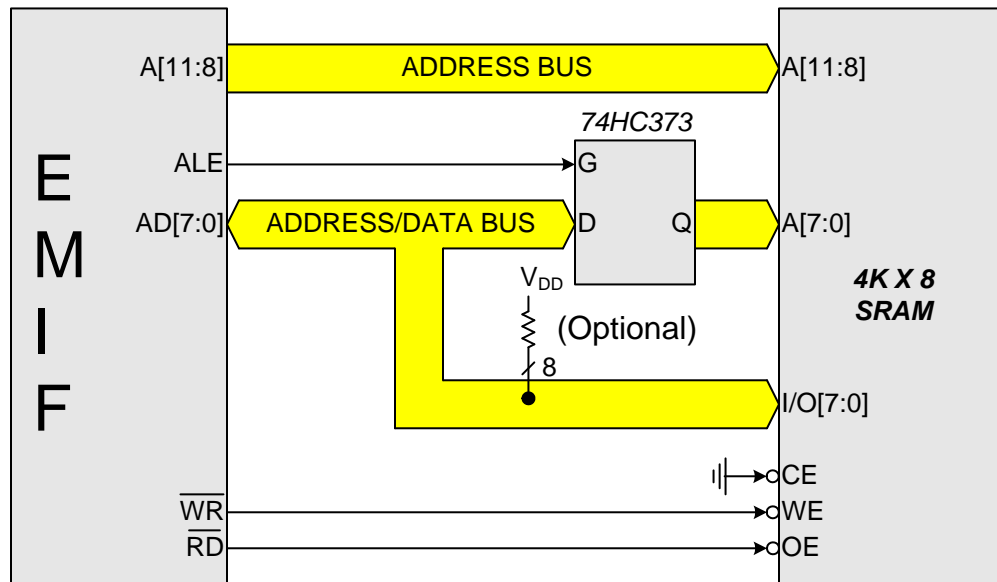 A[11:8]
ADDRESS BUS
A[11:8]
74HC373
ALE
G
AD[7:0]
ADDRESS/DATA BUS
D
Q
A[7:0]
EMIF
VDD
(Optional)
8
4K X 8
SRAM
I/O[7:0]
CE
WR
WE
RD
OE